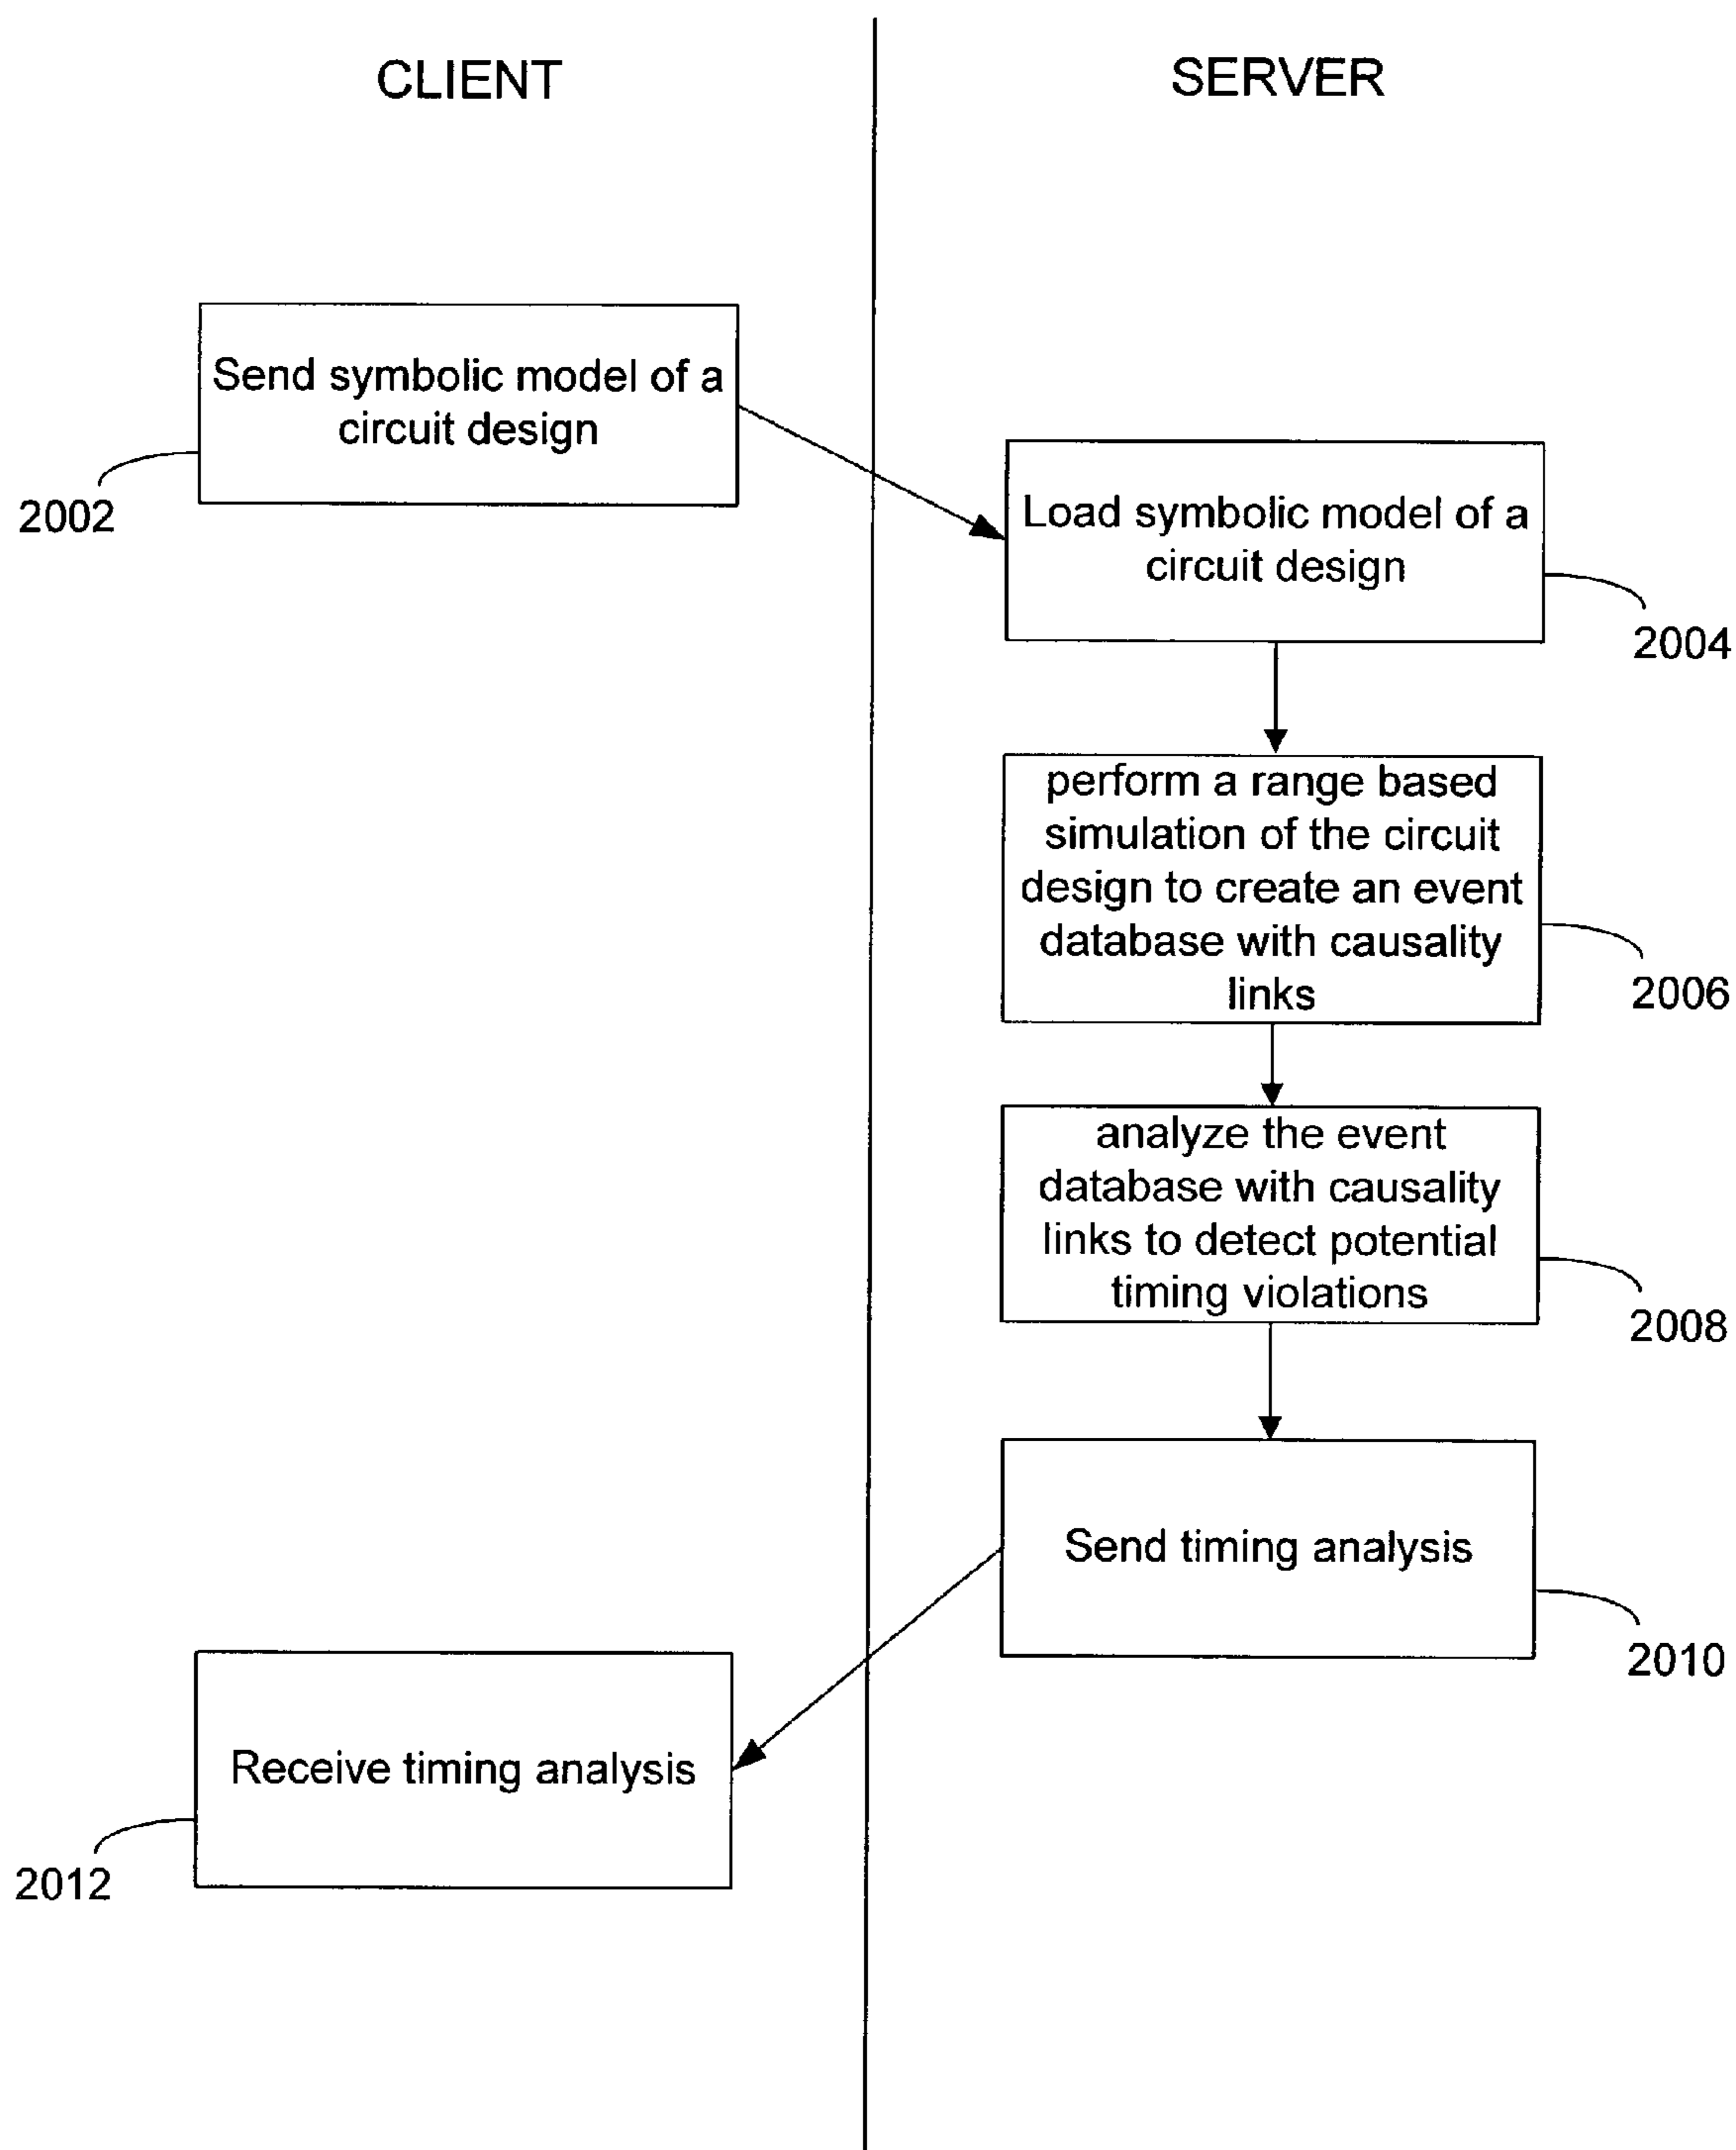 CLIENT
SERVER
Send symbolic model of a
circuit design
2002
Load symbolic model of a
circuit design
2004
perform a range based
simulation of the circuit
design to create an event
database with causality
links
2006
analyze the event
database with causality
links to detect potential
timing violations
2008
Send timing analysis
2010
Receive timing analysis
2012